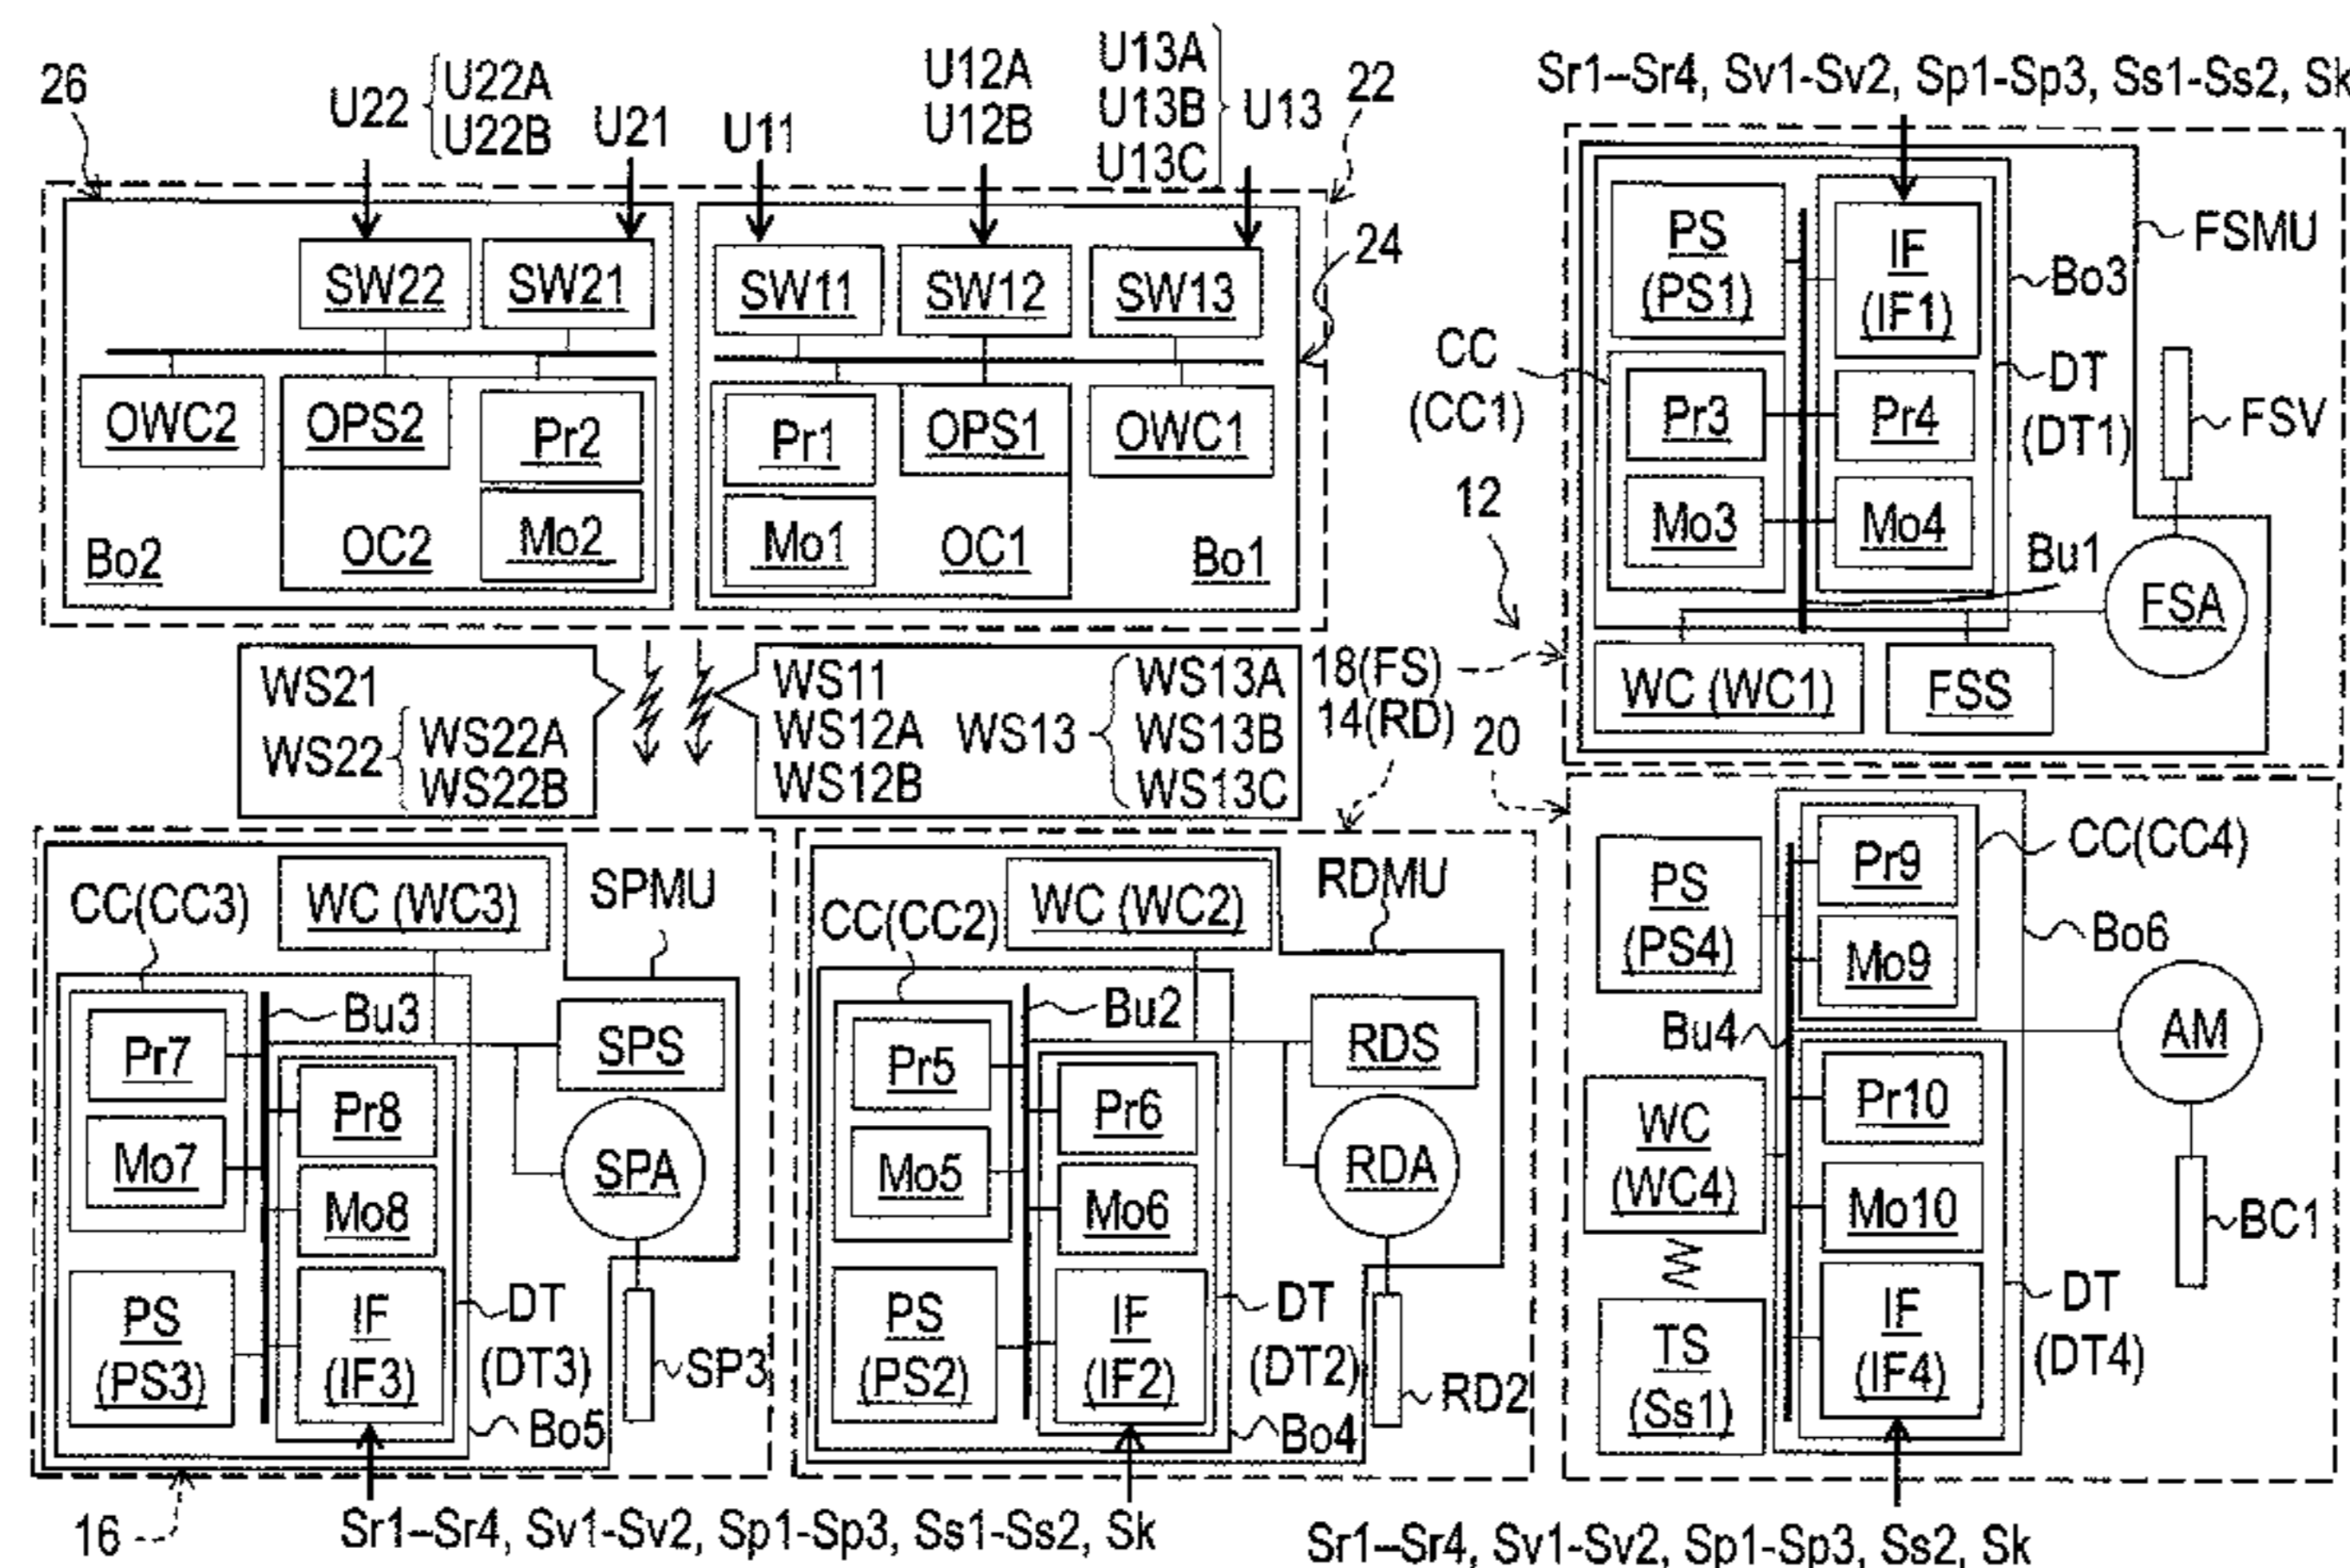 26
U22
U22A
U22B
U21
U11
U12A
U12B
U13A
U13B
U13C
U13
22
SW22
SW21
SW11
SW12
SW13
24
OWC2
OPS2
Pr2
Mo2
OC2
Bo2
Pr1
Mo1
OPS1
OC1
OWC1
Bo1
WS21
WS22
WS22A
WS22B
WS11
WS12A
WS12B
WS13
WS13A
WS13B
WS13C
Sr1–Sr4, Sv1-Sv2, Sp1-Sp3, Ss1-Ss2, Sk
PS
(PS1)
IF
(IF1)
FSMU
Bo3
CC
(CC1)
Pr3
Pr4
DT
(DT1)
FSV
12
Mo3
Mo4
Bu1
FSA
18(FS)
14(RD)
WC (WC1)
FSS
20
CC(CC3)
WC (WC3)
SPMU
Bu3
Pr7
Mo7
Pr8
Mo8
SPS
SPA
PS
(PS3)
IF
(IF3)
DT
(DT3)
SP3
Bo5
16
CC(CC2)
WC (WC2)
RDMU
Bu2
Pr5
Mo5
Pr6
Mo6
RDS
RDA
PS
(PS2)
IF
(IF2)
DT
(DT2)
RD2
Bo4
Sr1–Sr4, Sv1-Sv2, Sp1-Sp3, Ss1-Ss2, Sk
PS
(PS4)
Pr9
Mo9
CC(CC4)
Bo6
Bu4
AM
WC
(WC4)
Pr10
Mo10
BC1
TS
(Ss1)
IF
(IF4)
DT
(DT4)
Sr1–Sr4, Sv1-Sv2, Sp1-Sp3, Ss2, Sk